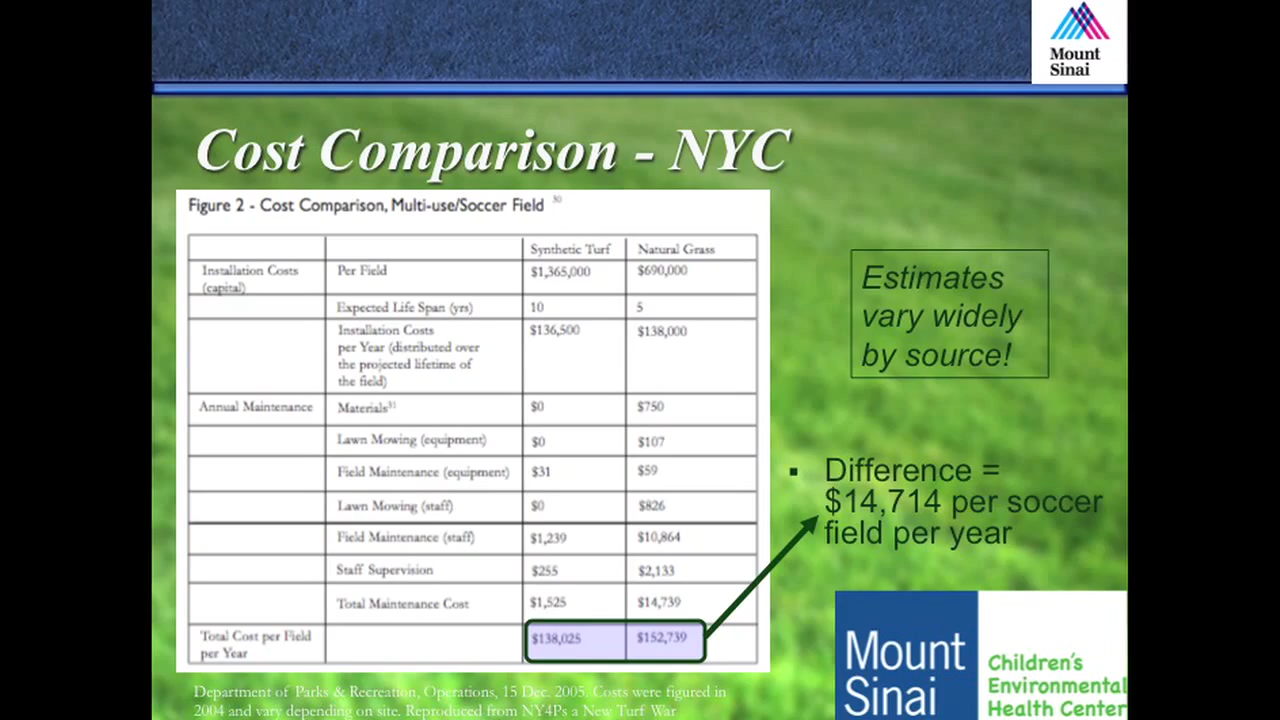 Mount
Sinai
Cost Comparison - NYC
Figure 2 - Cost Comparison, Multi-use/Soccer Field 30
Synthetic Turf Natural Grass
Installation Costs
(capital) Per Field $1,365,000 $690,000
Expected Life Span (yrs) 10 5
Installation Costs $136,500 $138,000
per Year (distributed over
the projected lifetime of
the field)
Annual Maintenance Materials31 $0 $750
Lawn Mowing (equipment) $0 $107
Field Maintenance (equipment) $31 $59
Lawn Mowing (staff) $0 $826
Field Maintenance (staff) $1,239 $10,864
Staff Supervision $255 $2,133
Total Maintenance Cost $1,525 $14,739
Total Cost per Field
per Year $138,025 $152,739
Estimates
vary widely
by source!
▪ Difference =
$14,714 per soccer
field per year
Department of Parks & Recreation, Operations, 15 Dec. 2005. Costs were figured in
2004 and vary depending on site. Reproduced from NY4Ps a New Turf War
Mount
Sinai
Children's
Environmental
Health Center